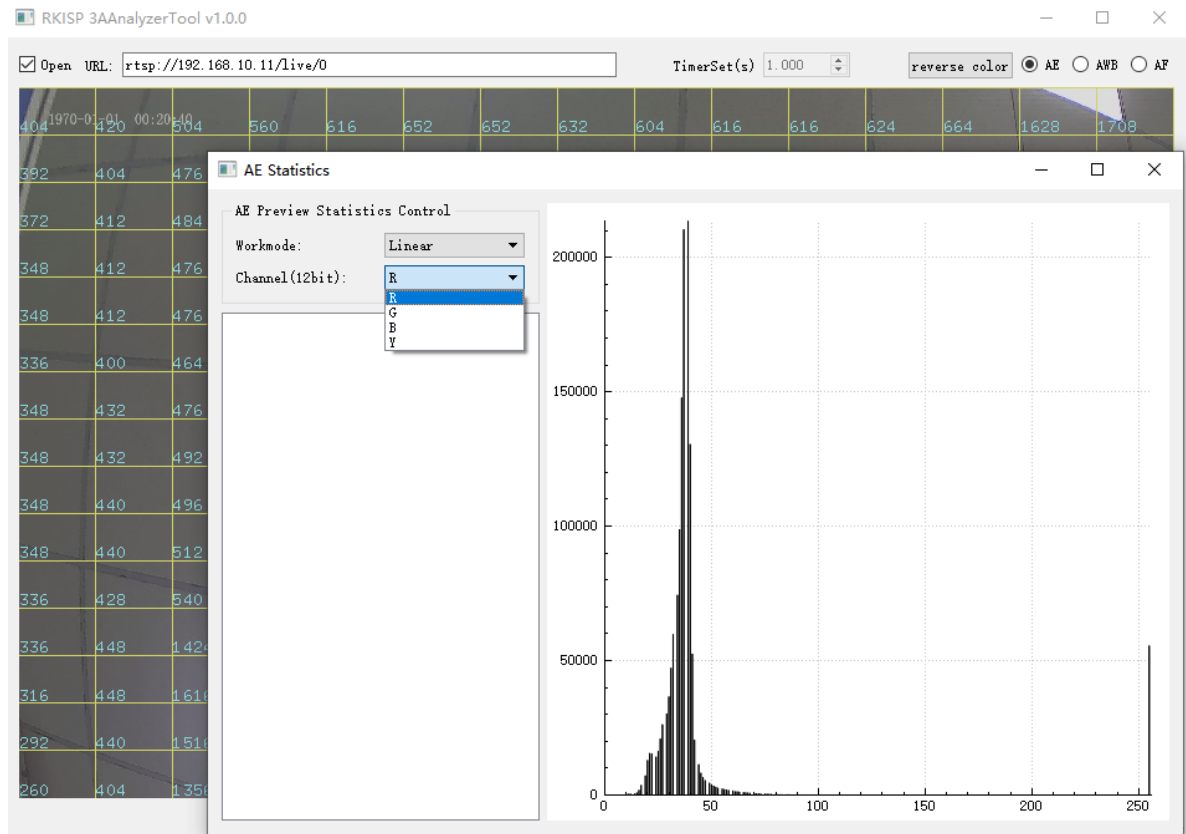 RKISP 3AAnalyzerTool v1.0.0
Open URL: rtsp://192.168.10.11/live/0 TimerSet(s) 1.000 reverse color AE AWB AF
1970-01-01 00:20:40
404 420 504 560 616 652 652 632 604 616 616 624 664 1628 1708
392 404 476
AE Statistics
372 412 484
AE Preview Statistics Control
Workmode: Linear
348 412 476
Channel(12bit): R
R
G
B
Y
348 412 476
336 400 464
348 432 476
348 432 492
348 440 496
348 440 512
336 428 540
336 448
316 448
292 440
260 404
200000
150000
100000
50000
0
0 50 100 150 200 250